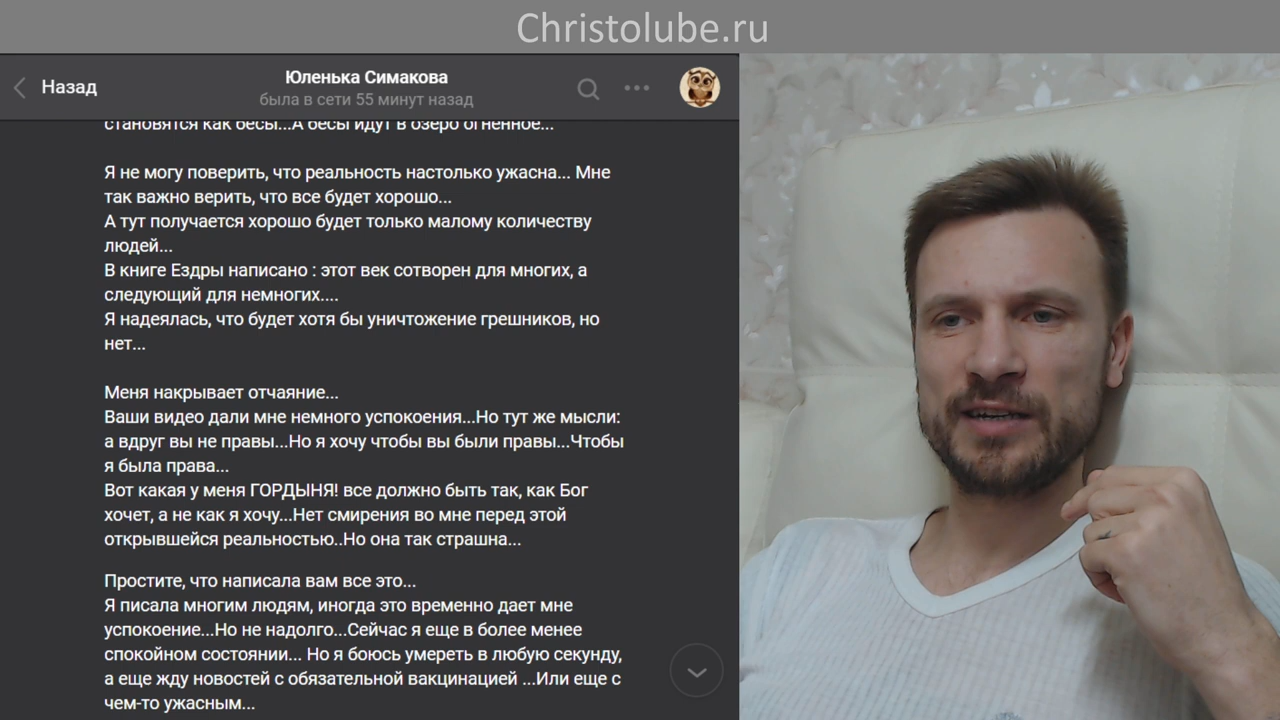 Christolube.ru
Назад
Юленька Симакова
была в сети 55 минут назад
становятся как бесы...А бесы идут в озеро огненное...
Я не могу поверить, что реальность настолько ужасна... Мне
так важно верить, что все будет хорошо...
А тут получается хорошо будет только малому количеству
людей...
В книге Ездры написано : этот век сотворен для многих, а
следующий для немногих....
Я надеялась, что будет хотя бы уничтожение грешников, но
нет...
Меня накрывает отчаяние...
Ваши видео дали мне немного успокоения...Но тут же мысли:
а вдруг вы не правы...Но я хочу чтобы вы были правы...Чтобы
я была права...
Вот какая у меня ГОРДЫНЯ! все должно быть так, как Бог
хочет, а не как я хочу...Нет смирения во мне перед этой
открывшейся реальностью..Но она так страшна...
Простите, что написала вам все это...
Я писала многим людям, иногда это временно дает мне
успокоение...Но не надолго...Сейчас я еще в более менее
спокойном состоянии... Но я боюсь умереть в любую секунду,
а еще жду новостей с обязательной вакцинацией ...Или еще с
чем-то ужасным...